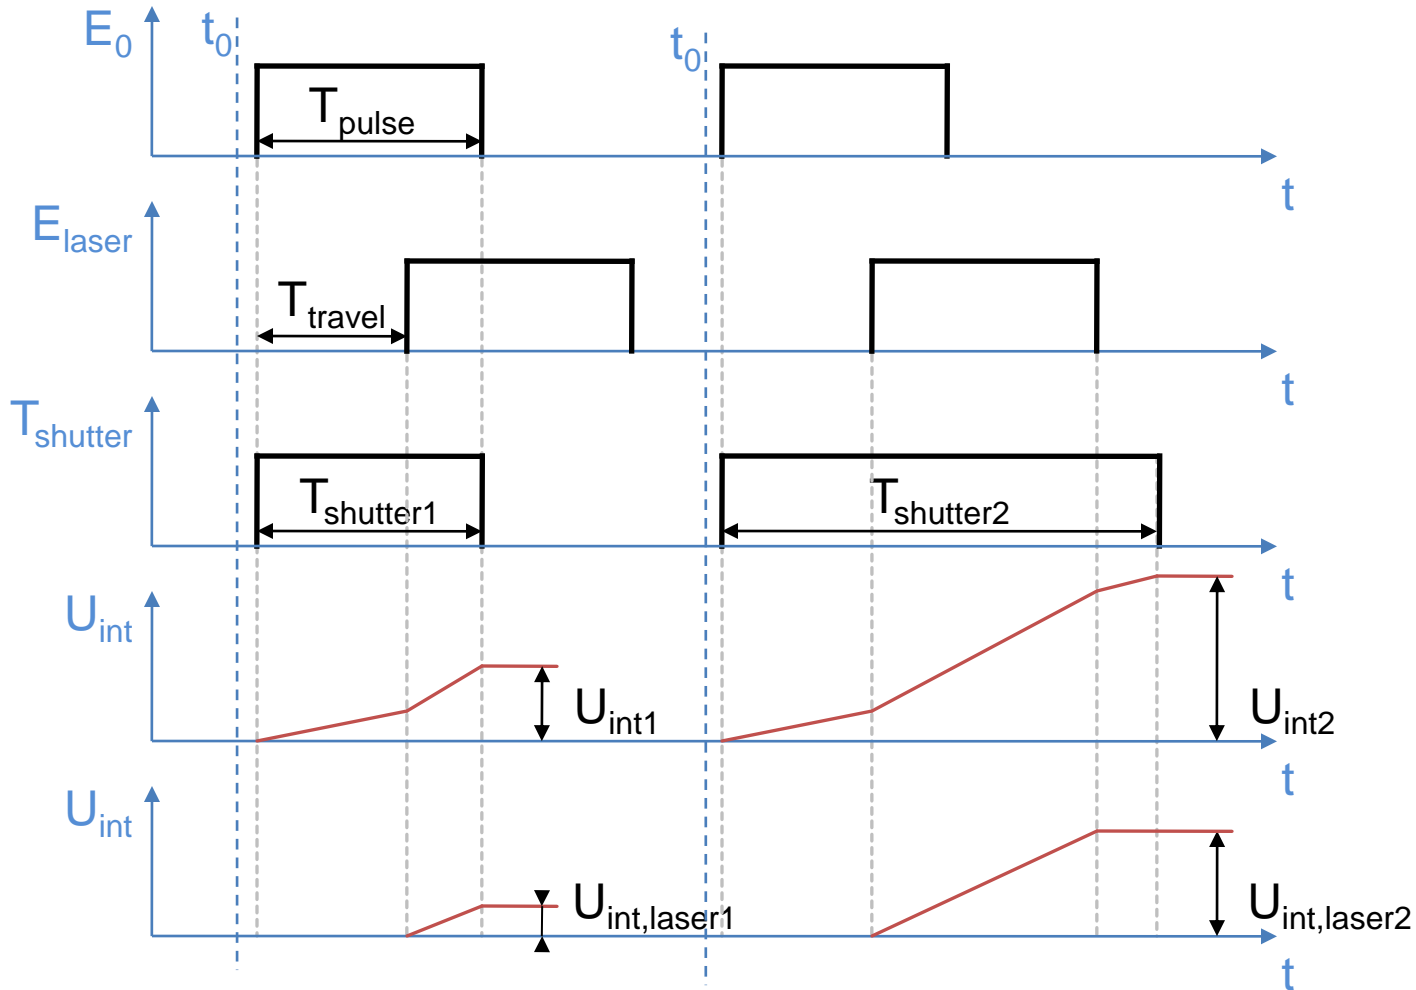 E0
t0
t0
Tpulse
t
Elaser
Ttravel
t
Tshutter
Tshutter1
Tshutter2
t
Uint
Uint1
Uint2
t
Uint
Uint,laser1
Uint,laser2
t